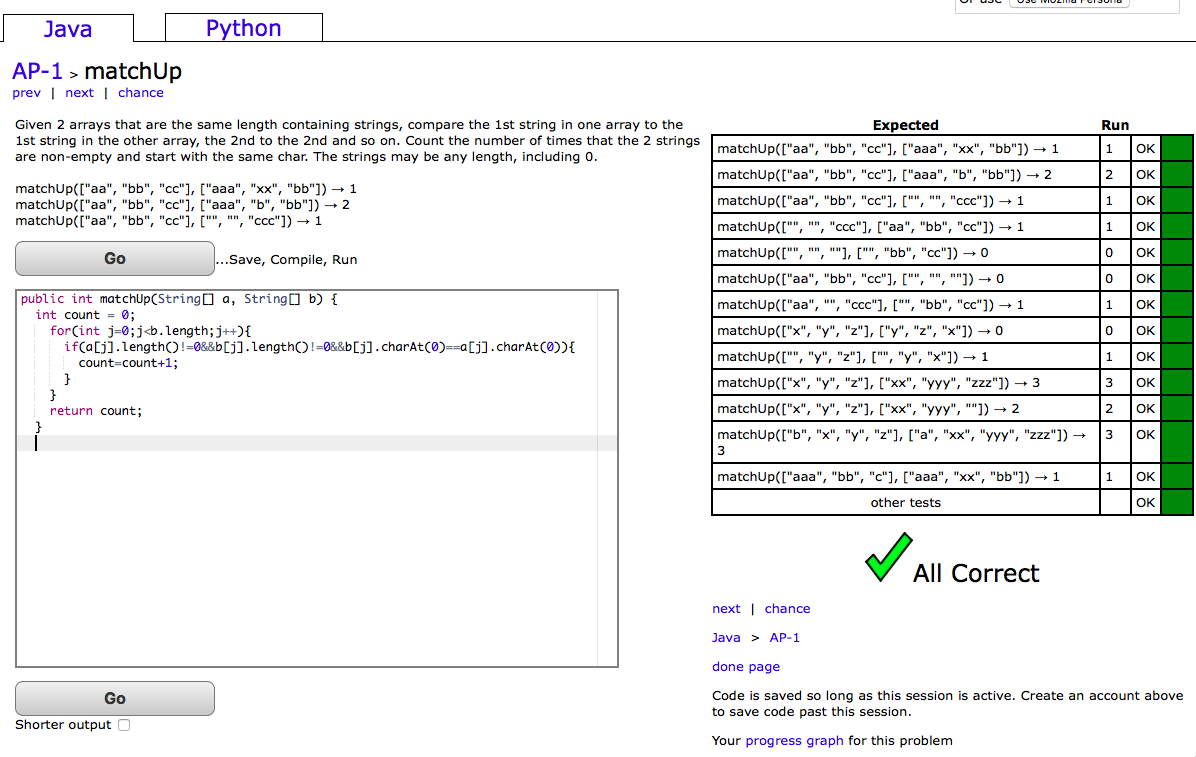 or use Use Mozilla Persona
Java Python
AP-1 > matchUp
prev | next | chance
Given 2 arrays that are the same length containing strings, compare the 1st string in one array to the
1st string in the other array, the 2nd to the 2nd and so on. Count the number of times that the 2 strings
are non-empty and start with the same char. The strings may be any length, including 0.
matchUp(["aa", "bb", "cc"], ["aaa", "xx", "bb"]) → 1
matchUp(["aa", "bb", "cc"], ["aaa", "b", "bb"]) → 2
matchUp(["aa", "bb", "cc"], ["", "", "ccc"]) → 1
Go ...Save, Compile, Run
public int matchUp(String[] a, String[] b) {
int count = 0;
for(int j=0;j<b.length;j++){
if(a[j].length()!=0&&b[j].length()!=0&&b[j].charAt(0)==a[j].charAt(0)){
count=count+1;
}
}
return count;
}
Go
Shorter output
Expected Run
matchUp(["aa", "bb", "cc"], ["aaa", "xx", "bb"]) → 1 1 OK
matchUp(["aa", "bb", "cc"], ["aaa", "b", "bb"]) → 2 2 OK
matchUp(["aa", "bb", "cc"], ["", "", "ccc"]) → 1 1 OK
matchUp(["", "", "ccc"], ["aa", "bb", "cc"]) → 1 1 OK
matchUp(["", "", ""], ["", "bb", "cc"]) → 0 0 OK
matchUp(["aa", "bb", "cc"], ["", "", ""]) → 0 0 OK
matchUp(["aa", "", "ccc"], ["", "bb", "cc"]) → 1 1 OK
matchUp(["x", "y", "z"], ["y", "z", "x"]) → 0 0 OK
matchUp(["", "y", "z"], ["", "y", "x"]) → 1 1 OK
matchUp(["x", "y", "z"], ["xx", "yyy", "zzz"]) → 3 3 OK
matchUp(["x", "y", "z"], ["xx", "yyy", ""]) → 2 2 OK
matchUp(["b", "x", "y", "z"], ["a", "xx", "yyy", "zzz"]) → 3 OK
3
matchUp(["aaa", "bb", "c"], ["aaa", "xx", "bb"]) → 1 1 OK
other tests OK
All Correct
next | chance
Java > AP-1
done page
Code is saved so long as this session is active. Create an account above
to save code past this session.
Your progress graph for this problem